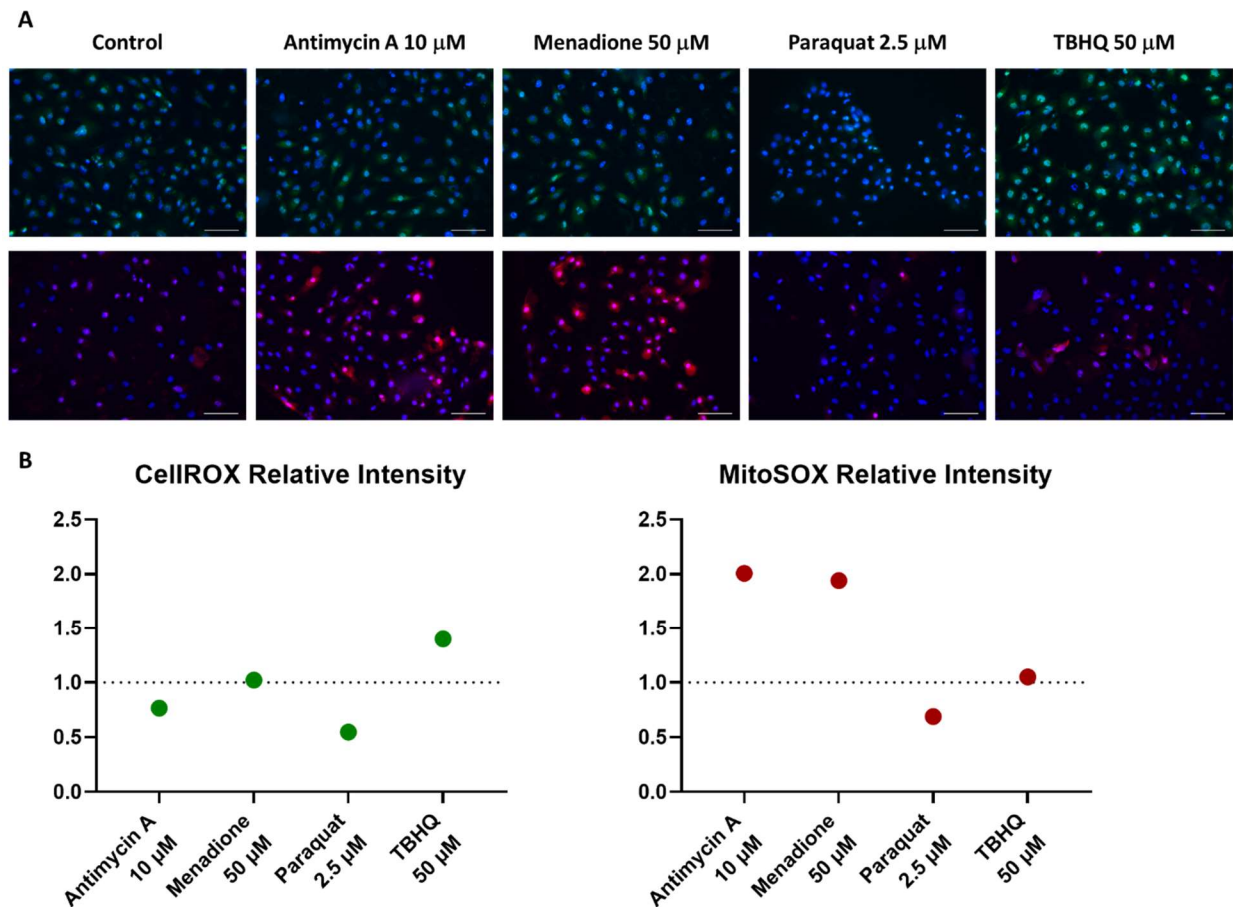 A
Control
Antimycin A 10 μM
Menadione 50 μM
Paraquat 2.5 μM
TBHQ 50 μM
B
CellROX Relative Intensity
2.5
2.0
1.5
1.0
0.5
0.0
Antimycin A
10 μM
Menadione
50 μM
Paraquat
2.5 μM
TBHQ
50 μM
MitoSOX Relative Intensity
2.5
2.0
1.5
1.0
0.5
0.0
Antimycin A
10 μM
Menadione
50 μM
Paraquat
2.5 μM
TBHQ
50 μM